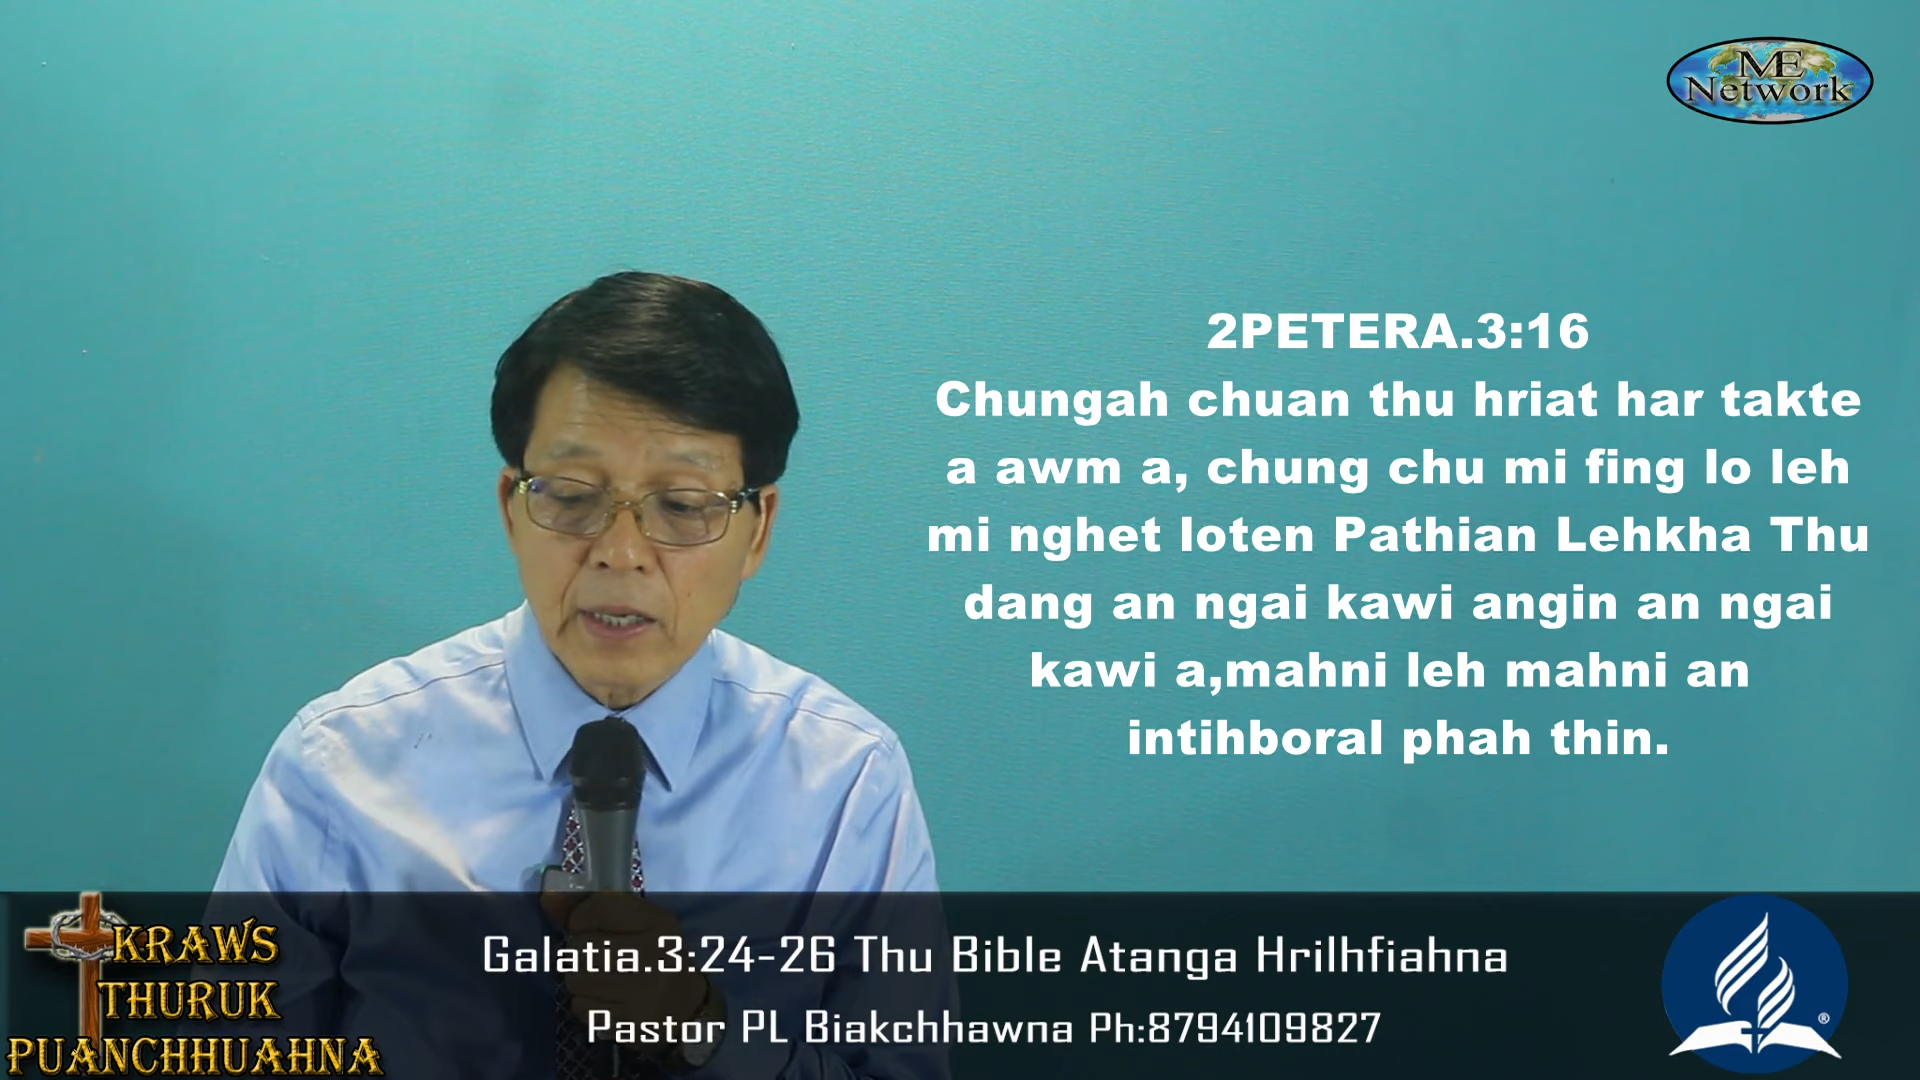 ME
Network
2PETERA.3:16
Chungah chuan thu hriat har takte
a awm a, chung chu mi fing lo leh
mi nghet loten Pathian Lehkha Thu
dang an ngai kawi angin an ngai
kawi a,mahni leh mahni an
intihboral phah thin.
KRAWS
THURUK
PUANCHHUAHNA
Galatia.3:24-26 Thu Bible Atanga Hrilhfiahna
Pastor PL Biakchhawna Ph:8794109827
®